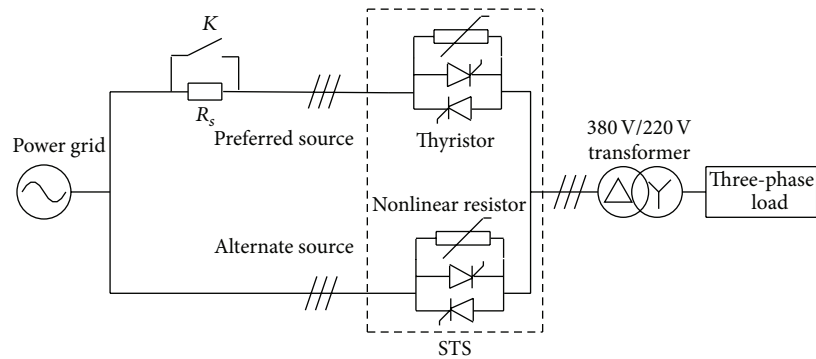 K
R_s
Preferred source
Thyristor
Power grid
380 V/220 V
transformer
Three-phase
load
Nonlinear resistor
Alternate source
STS